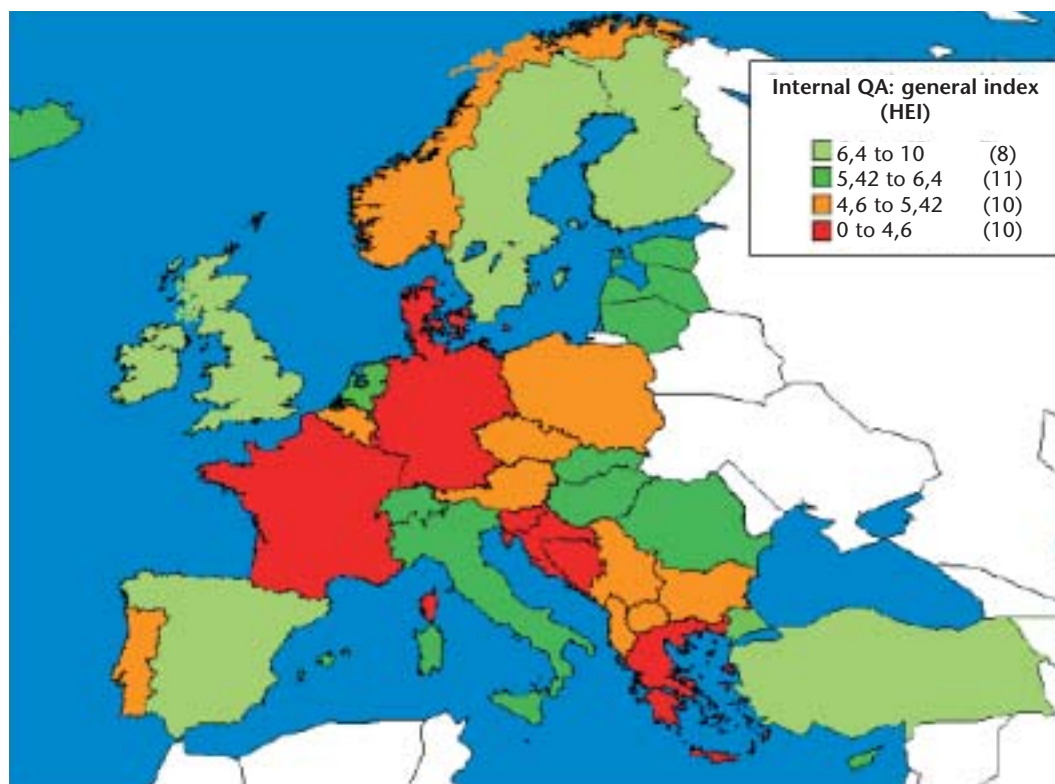 Internal QA: general index
(HEI)
6,4 to 10 (8)
5,42 to 6,4 (11)
4,6 to 5,42 (10)
0 to 4,6 (10)